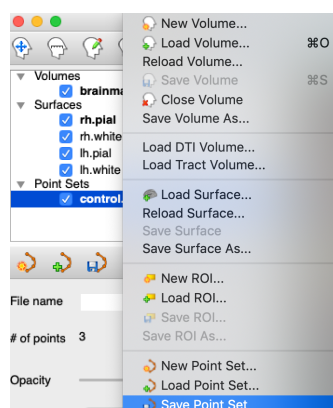 New Volume...
Load Volume... ⌘O
Reload Volume...
Save Volume ⌘S
Close Volume
Save Volume As...
Load DTI Volume...
Load Tract Volume...
Load Surface...
Reload Surface...
Save Surface
Save Surface As...
New ROI...
Load ROI...
Save ROI...
Save ROI As...
New Point Set...
Load Point Set...
Save Point Set
Volumes
brainma
Surfaces
rh.pial
rh.white
lh.pial
lh.white
Point Sets
control.
File name
# of points 3
Opacity